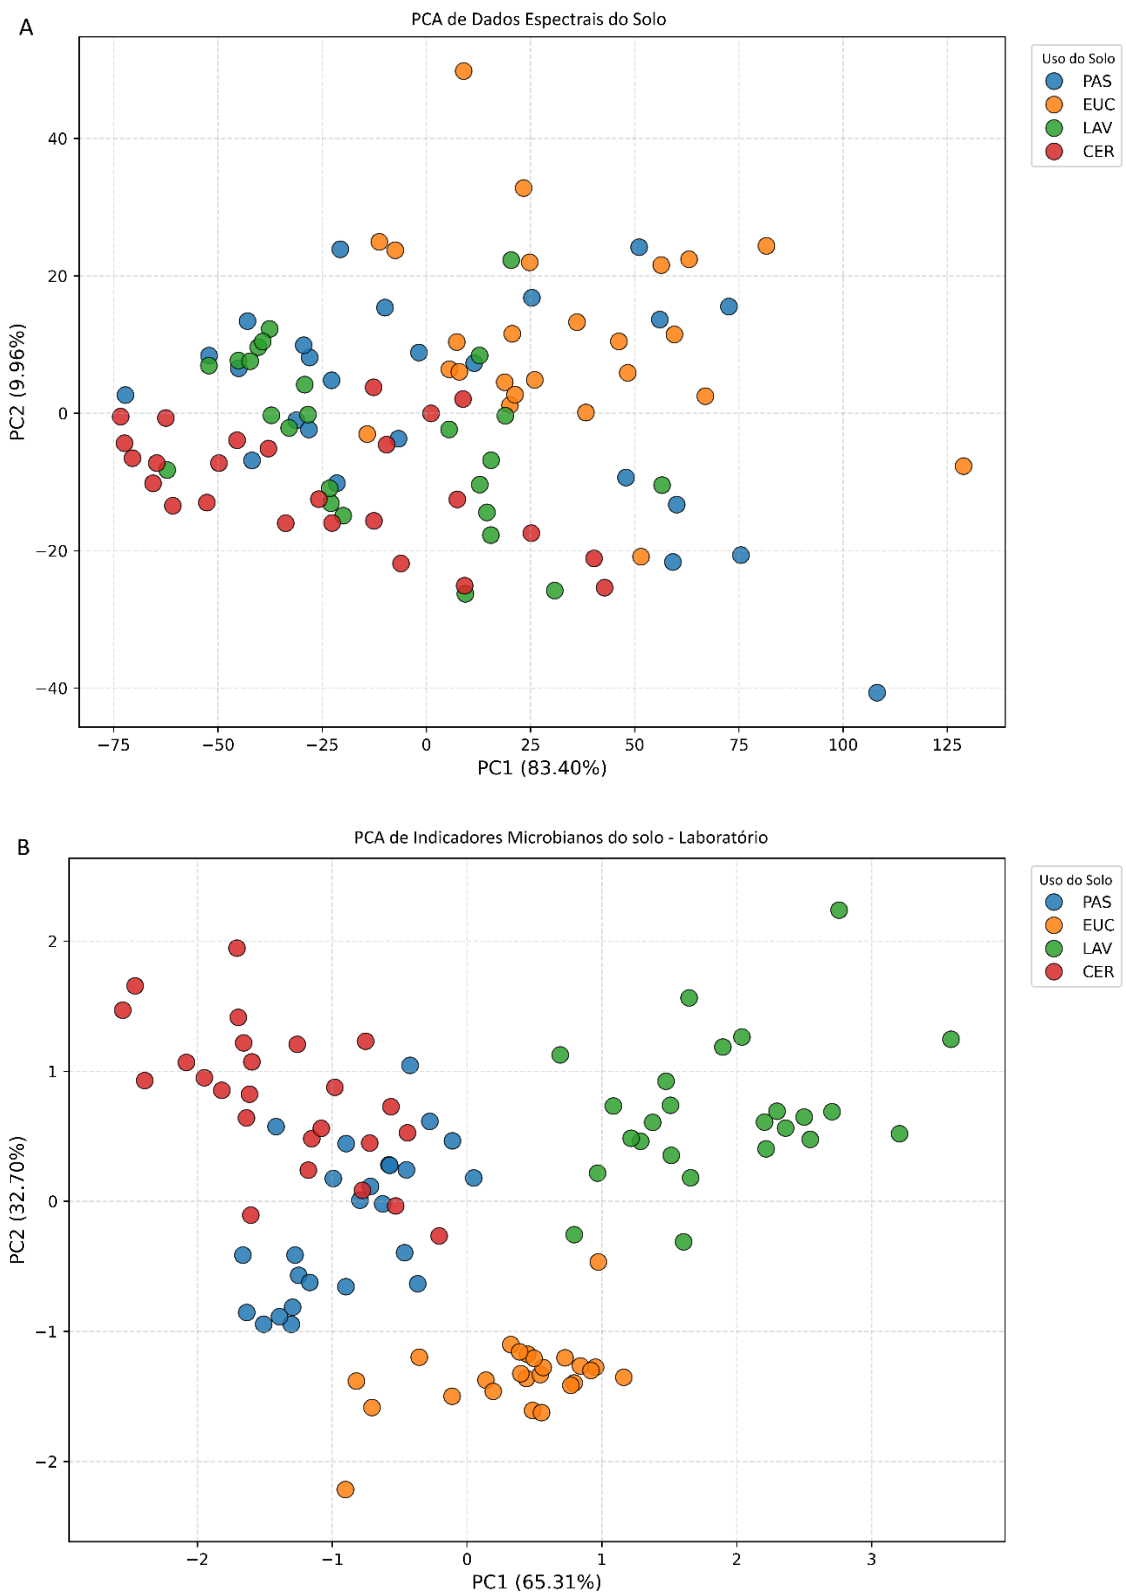 A
PCA de Dados Espectrais do Solo
Uso do Solo
PAS
EUC
LAV
CER
40
20
0
−20
−40
PC2 (9.96%)
−75
−50
−25
0
25
50
75
100
125
PC1 (83.40%)
B
PCA de Indicadores Microbianos do solo - Laboratório
Uso do Solo
PAS
EUC
LAV
CER
2
1
0
−1
−2
PC2 (32.70%)
−2
−1
0
1
2
3
PC1 (65.31%)